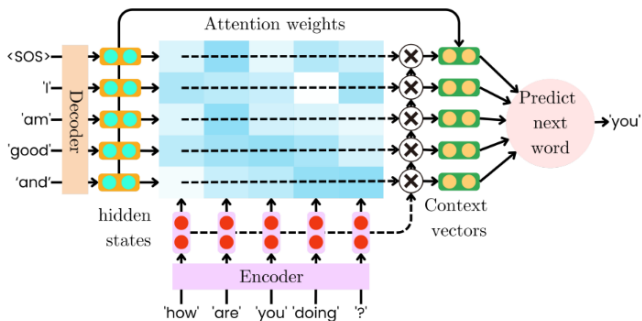 Attention weights
<SOS>
'I'
'am'
'good'
'and'
Decoder
Predict
next
word
'you'
hidden
states
Context
vectors
Encoder
'how' 'are' 'you' 'doing' '?'